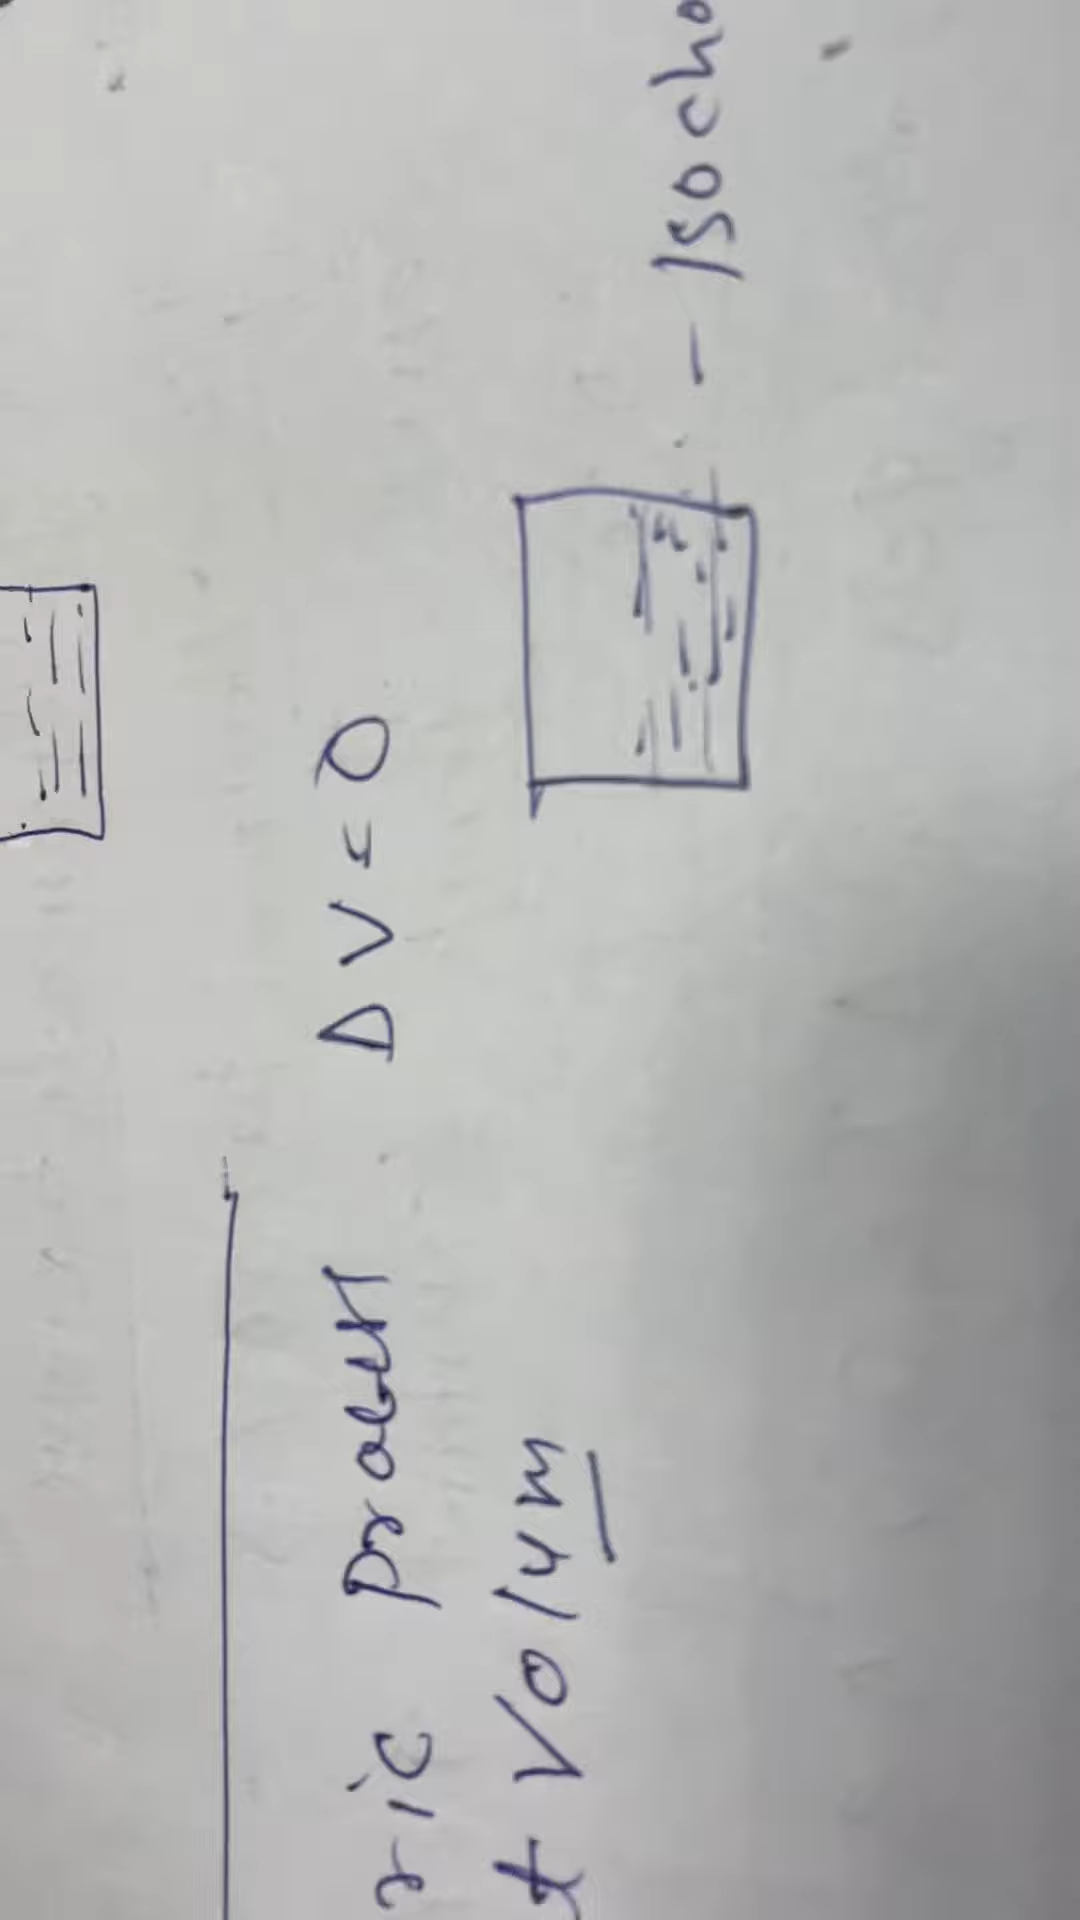 ric process ΔV = 0
t Volum
- Isocho